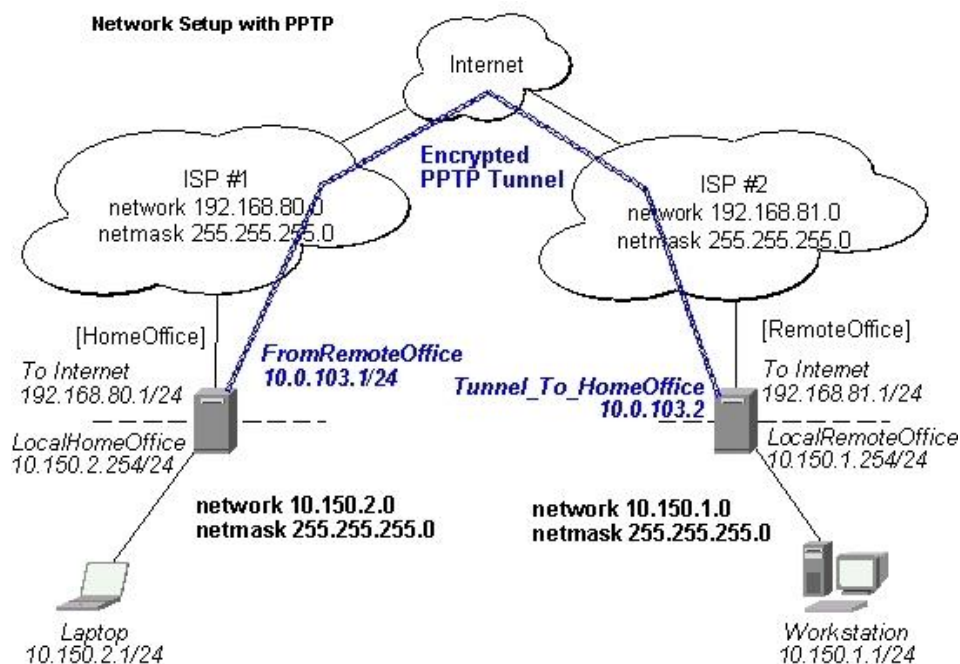 Network Setup with PPTP
Internet
Encrypted
PPTP Tunnel
ISP #1
network 192.168.80.0
netmask 255.255.255.0
ISP #2
network 192.168.81.0
netmask 255.255.255.0
[HomeOffice]
[RemoteOffice]
To Internet
192.168.80.1/24
FromRemoteOffice
10.0.103.1/24
Tunnel_To_HomeOffice
10.0.103.2
To Internet
192.168.81.1/24
LocalHomeOffice
10.150.2.254/24
LocalRemoteOffice
10.150.1.254/24
network 10.150.2.0
netmask 255.255.255.0
network 10.150.1.0
netmask 255.255.255.0
Laptop
10.150.2.1/24
Workstation
10.150.1.1/24